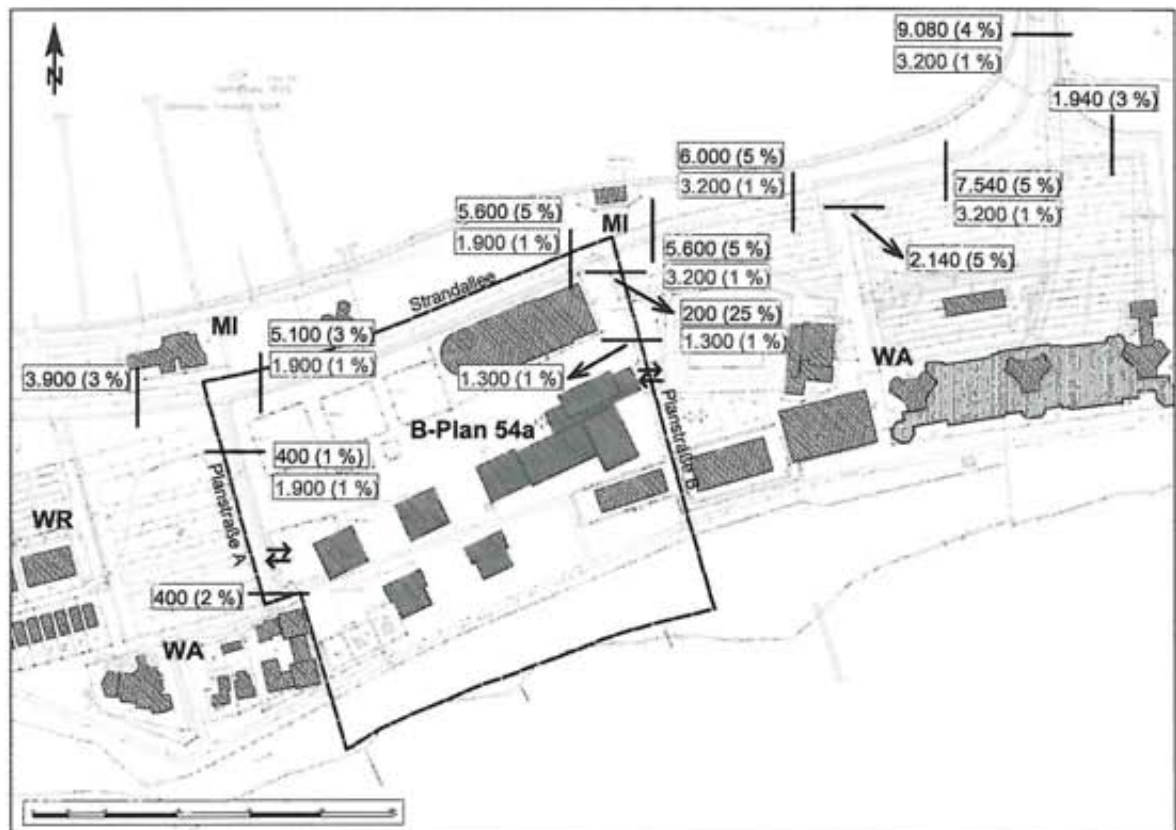 N
9.080 (4 %)
3.200 (1 %)
1.940 (3 %)
6.000 (5 %)
3.200 (1 %)
7.540 (5 %)
3.200 (1 %)
5.600 (5 %)
1.900 (1 %)
MI
5.600 (5 %)
3.200 (1 %)
2.140 (5 %)
Strandallee
200 (25 %)
1.300 (1 %)
MI
5.100 (3 %)
1.900 (1 %)
3.900 (3 %)
1.300 (1 %)
WA
B-Plan 54a
Planstraße B
400 (1 %)
1.900 (1 %)
Planstraße A
WR
400 (2 %)
WA